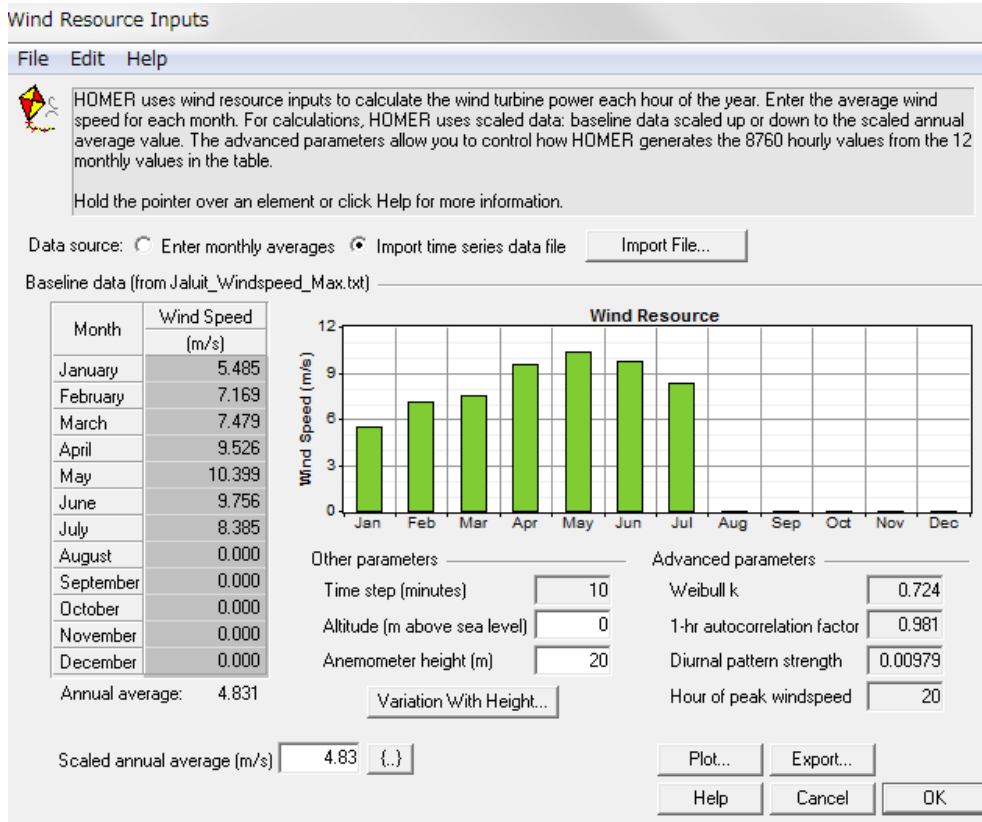 Wind Resource Inputs
File Edit Help
HOMER uses wind resource inputs to calculate the wind turbine power each hour of the year. Enter the average wind
speed for each month. For calculations, HOMER uses scaled data: baseline data scaled up or down to the scaled annual
average value. The advanced parameters allow you to control how HOMER generates the 8760 hourly values from the 12
monthly values in the table.
Hold the pointer over an element or click Help for more information.
Data source: Enter monthly averages Import time series data file Import File...
Baseline data (from Jaluit_Windspeed_Max.txt)
Month Wind Speed
(m/s)
January 5.485
February 7.169
March 7.479
April 9.526
May 10.399
June 9.756
July 8.385
August 0.000
September 0.000
October 0.000
November 0.000
December 0.000
Annual average: 4.831
Scaled annual average (m/s) 4.83 {..}
Wind Resource
Wind Speed (m/s)
12
9
6
3
0
Jan Feb Mar Apr May Jun Jul Aug Sep Oct Nov Dec
Other parameters
Time step (minutes) 10
Altitude (m above sea level) 0
Anemometer height (m) 20
Variation With Height...
Advanced parameters
Weibull k 0.724
1-hr autocorrelation factor 0.981
Diurnal pattern strength 0.00979
Hour of peak windspeed 20
Plot... Export...
Help Cancel OK